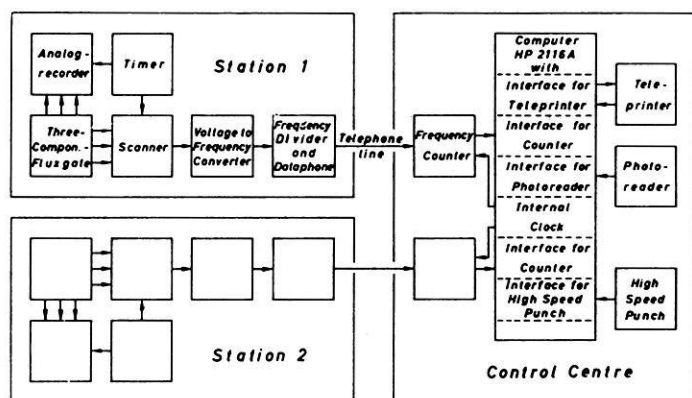 Analog-
recorder
Timer
Station 1
Three-
Compon.-
Fluxgate
Scanner
Voltage to
Frequency
Converter
Frequency
Divider
and
Dataphone
Telephone
line
Frequency
Counter
Computer
HP 2116A
with
Interface for
Teleprinter
Interface for
Counter
Interface for
Photoreader
Internal
Clock
Interface for
Counter
Interface for
High Speed
Punch
Tele-
printer
Photo-
reader
High
Speed
Punch
Station 2
Control Centre